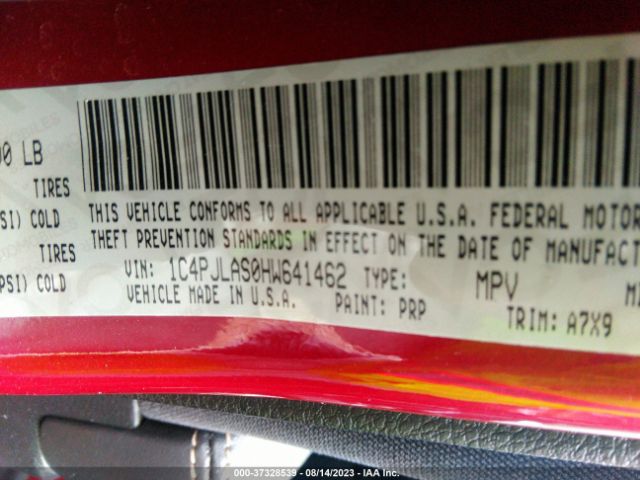 00 LB
TIRES
PSI) COLD
TIRES
PSI) COLD
THIS VEHICLE CONFORMS TO ALL APPLICABLE U.S.A. FEDERAL MOTOR
THEFT PREVENTION STANDARDS IN EFFECT ON THE DATE OF MANUFACT
VIN: 1C4PJLAS0HW641462 TYPE: MPV
VEHICLE MADE IN U.S.A. PAINT: PRP TRIM: A7X9
000-37328539 - 08/14/2023 - IAA Inc.